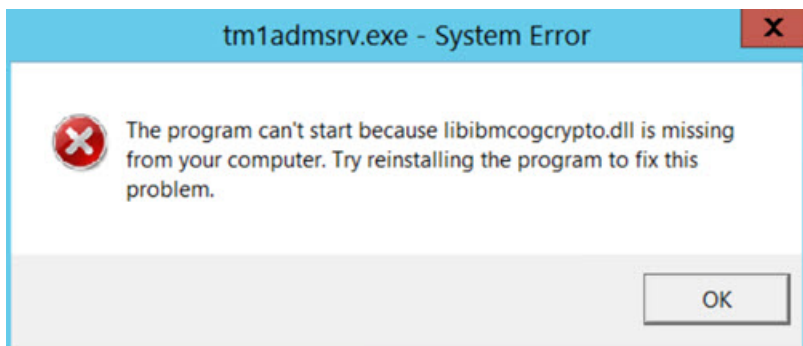 tm1admsrv.exe - System Error
X
The program can't start because libibmcogcrypto.dll is missing
from your computer. Try reinstalling the program to fix this
problem.
OK